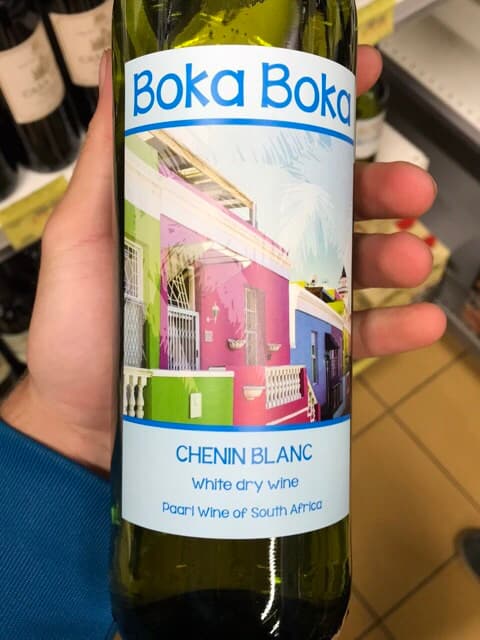 Boka Boka
CHENIN BLANC
White dry wine
Paarl Wine of South Africa